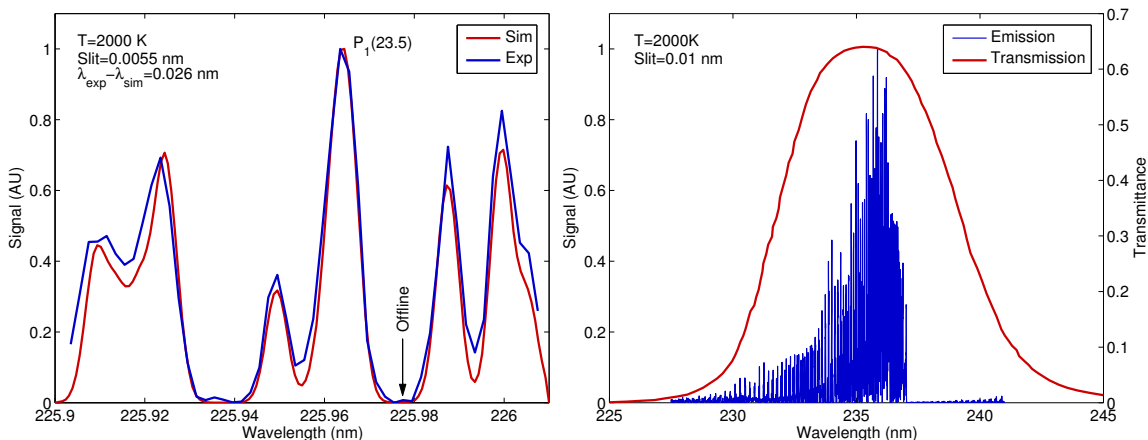 T=2000 K
Slit=0.0055 nm
λexp−λsim=0.026 nm
P1(23.5)
Sim
Exp
Offline
Signal (AU)
1
0.8
0.6
0.4
0.2
0
225.9
225.92
225.94
225.96
225.98
226
Wavelength (nm)
T=2000K
Slit=0.01 nm
Emission
Transmission
Signal (AU)
1
0.8
0.6
0.4
0.2
0
225
230
235
240
245
Wavelength (nm)
0.7
0.6
0.5
0.4
0.3
0.2
0.1
0
Transmittance